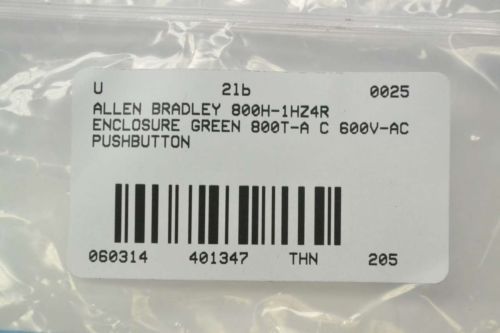 U 21b 0025
ALLEN BRADLEY 800H-1HZ4R
ENCLOSURE GREEN 800T-A C 600V-AC
PUSHBUTTON
060314 401347 THN 205